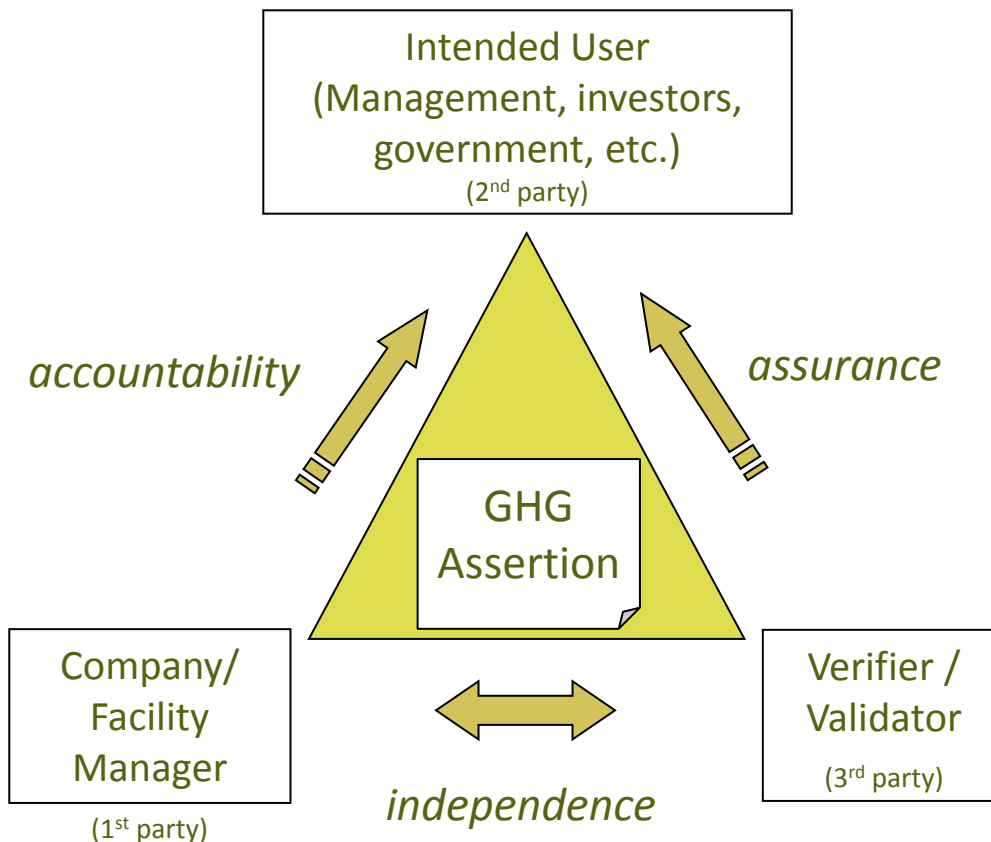 Intended User
(Management, investors,
government, etc.)
(2nd party)
accountability
assurance
GHG
Assertion
Company/
Facility
Manager
(1st party)
Verifier /
Validator
(3rd party)
independence